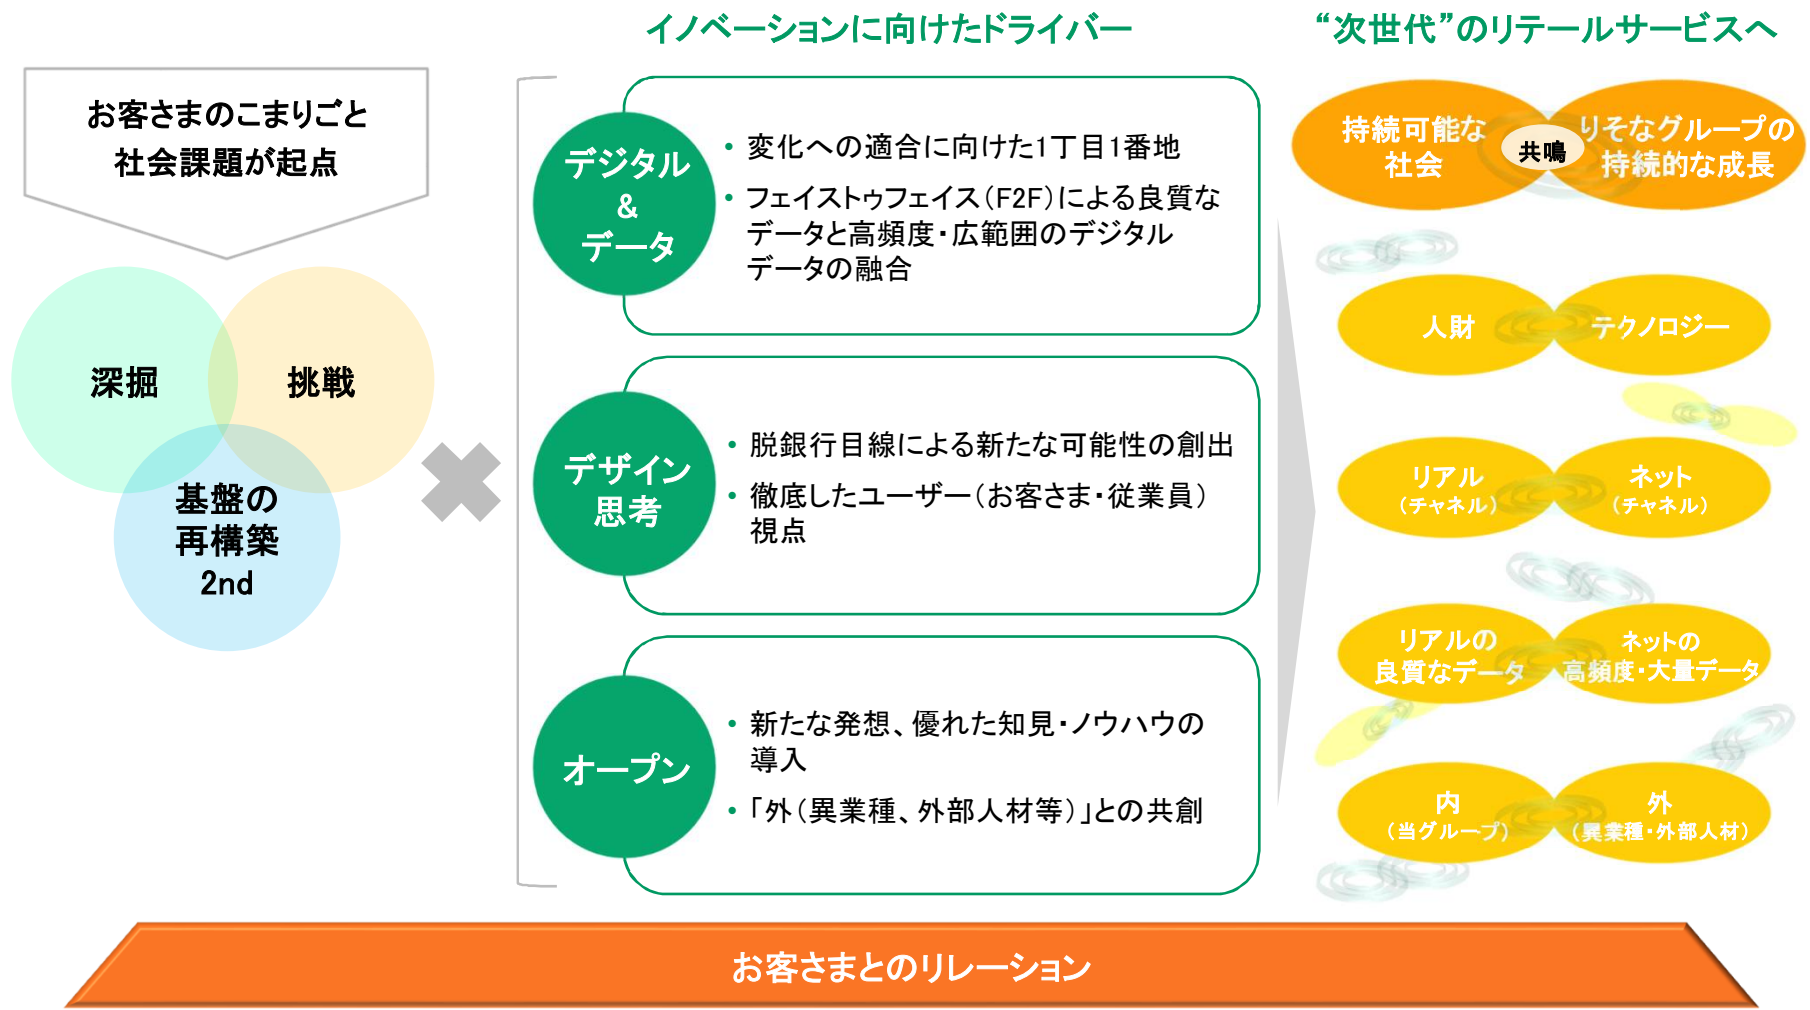 イノベーションに向けたドライバー
“次世代”のリテールサービスへ
お客さまのこまりごと
社会課題が起点
深掘
挑戦
基盤の
再構築
2nd
デジタル
&
データ
・変化への適合に向けた1丁目1番地
・フェイストゥフェイス(F2F)による良質な
データと高頻度・広範囲のデジタル
データの融合
デザイン
思考
・脱銀行目線による新たな可能性の創出
・徹底したユーザー(お客さま・従業員)
視点
オープン
・新たな発想、優れた知見・ノウハウの
導入
・「外(異業種、外部人材等)」との共創
持続可能な
社会
共鳴
りそなグループの
持続的な成長
人財
テクノロジー
リアル
(チャネル)
ネット
(チャネル)
リアルの
良質なデータ
ネットの
高頻度・大量データ
内
(当グループ)
外
(異業種・外部人材)
お客さまとのリレーション